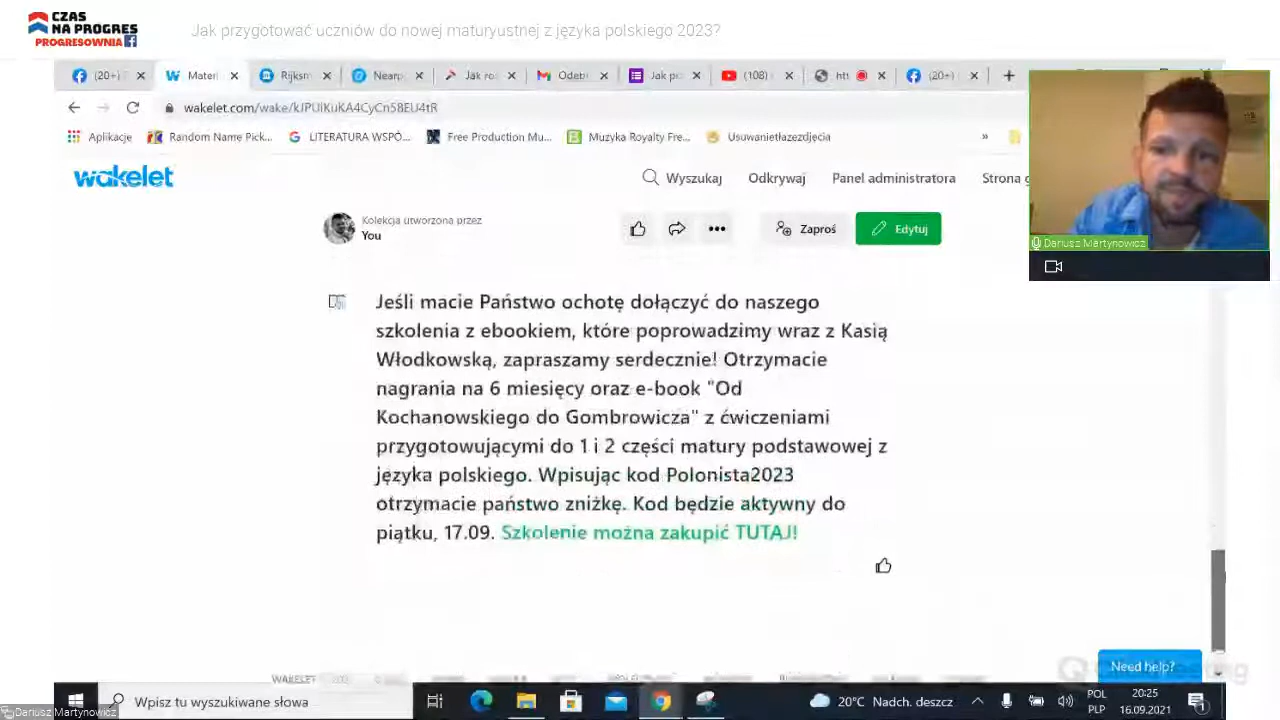 CZAS
NA PROGRES
PROGRESOWNIA
Jak przygotować uczniów do nowej maturyustnej z języka polskiego 2023?
(20+) Materi Rijksm Nearp Jak ro: Odeb Jak po (108) htt (20+)
wakelet.com/wake/kJPUlKuKA4CyCn58EU4tR
Aplikacje Random Name Pick... LITERATURA WSPÓ... Free Production Mu... Muzyka Royalty Fre... Usuwanietłazezdjęcia »
wakelet
Wyszukaj Odkrywaj Panel administratora Strona g
Kolekcja utworzona przez
You
Zaproś Edytuj
Dariusz Martynowicz
Jeśli macie Państwo ochotę dołączyć do naszego
szkolenia z ebookiem, które poprowadzimy wraz z Kasią
Włodkowską, zapraszamy serdecznie! Otrzymacie
nagrania na 6 miesięcy oraz e-book "Od
Kochanowskiego do Gombrowicza" z ćwiczeniami
przygotowującymi do 1 i 2 części matury podstawowej z
języka polskiego. Wpisując kod Polonista2023
otrzymacie państwo zniżkę. Kod będzie aktywny do
piątku, 17.09. Szkolenie można zakupić TUTAJ!
Need help?
WAKELET
Wpisz tu wyszukiwane słowa
20°C Nadch. deszcz
POL
PLP
20:25
16.09.2021
Dariusz Martynowicz